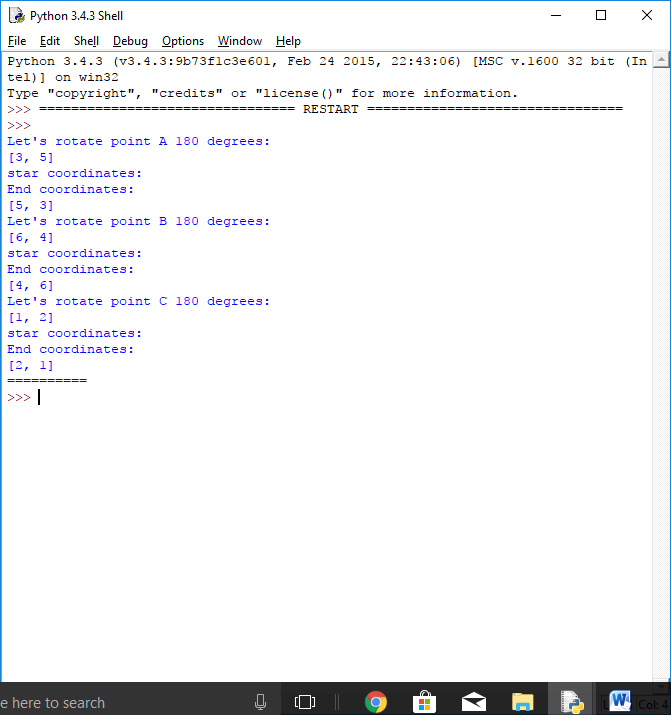 Python 3.4.3 Shell
File Edit Shell Debug Options Window Help
Python 3.4.3 (v3.4.3:9b73f1c3e601, Feb 24 2015, 22:43:06) [MSC v.1600 32 bit (In
tel)] on win32
Type "copyright", "credits" or "license()" for more information.
>>> ================================ RESTART ================================
>>>
Let's rotate point A 180 degrees:
[3, 5]
star coordinates:
End coordinates:
[5, 3]
Let's rotate point B 180 degrees:
[6, 4]
star coordinates:
End coordinates:
[4, 6]
Let's rotate point C 180 degrees:
[1, 2]
star coordinates:
End coordinates:
[2, 1]
==========
>>>
e here to search
W
Col: 4